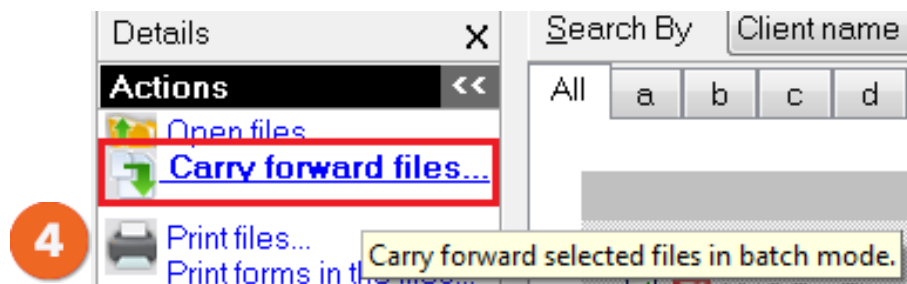 Details X Search By Client name
Actions << All a b c d
Open files...
Carry forward files...
4 Print files...
Carry forward selected files in batch mode.
Print forms in the files...